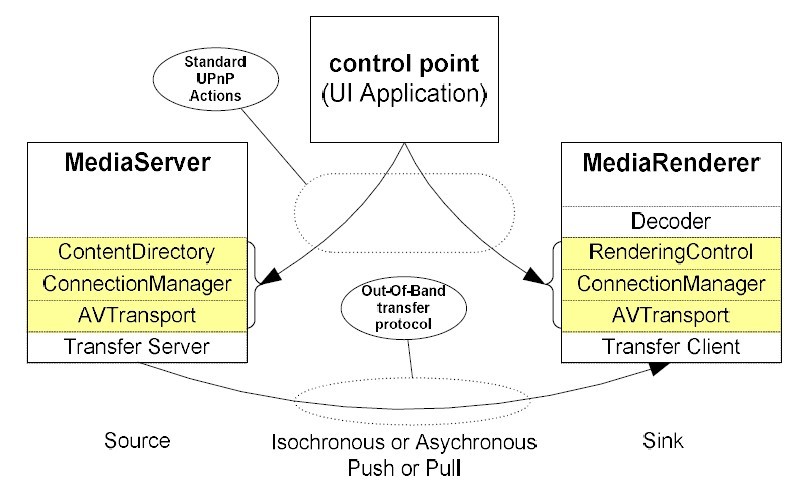 Standard
UPnP
Actions
control point
(UI Application)
MediaServer
ContentDirectory
ConnectionManager
AVTransport
Transfer Server
MediaRenderer
Decoder
RenderingControl
ConnectionManager
AVTransport
Transfer Client
Out-Of-Band
transfer
protocol
Source
Isochronous or Asychronous
Push or Pull
Sink